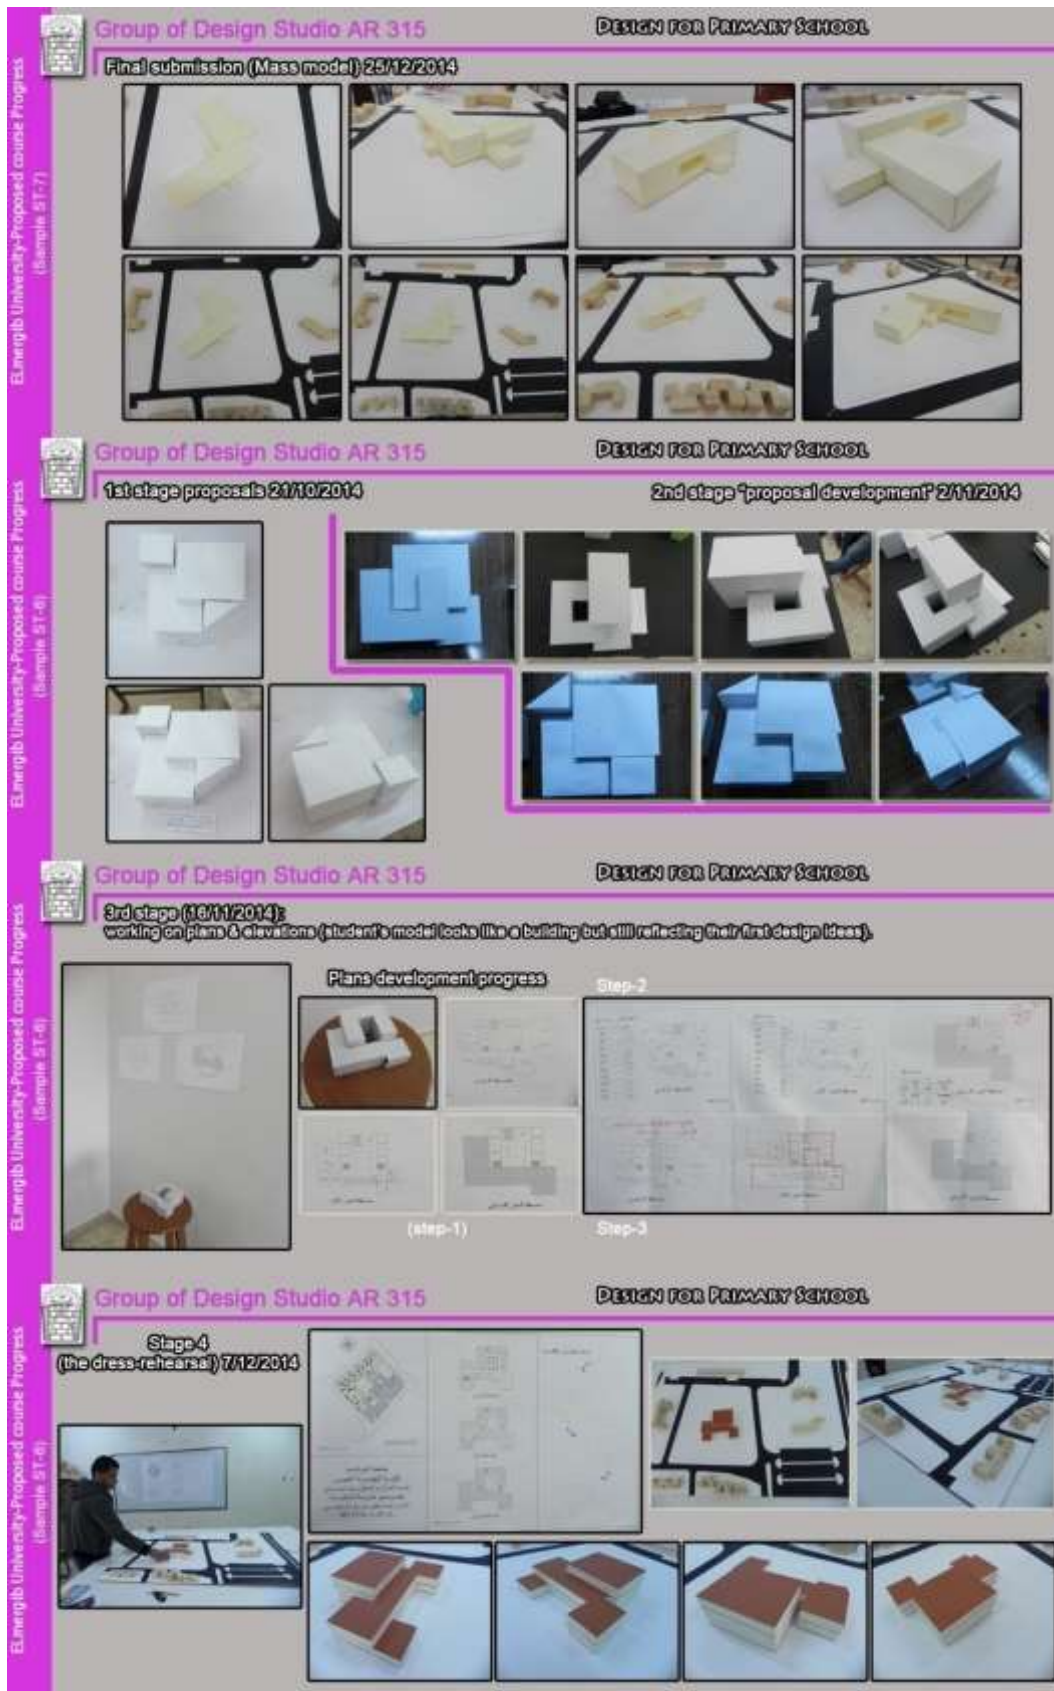 Group of Design Studio AR 315
DESIGN FOR PRIMARY SCHOOL
Final submission (Mass model) 25/12/2014
ELmergib University-Proposed course Progress
(Sample ST-7)
Group of Design Studio AR 315
DESIGN FOR PRIMARY SCHOOL
1st stage proposals 21/10/2014
2nd stage "proposal development" 2/11/2014
ELmergib University-Proposed course Progress
(Sample ST-6)
Group of Design Studio AR 315
DESIGN FOR PRIMARY SCHOOL
3rd stage (16/11/2014):
working on plans & elevations (student's model looks like a building but still reflecting their first design ideas).
Plans development progress
Step-2
(step-1)
Step-3
ELmergib University-Proposed course Progress
(Sample ST-6)
Group of Design Studio AR 315
DESIGN FOR PRIMARY SCHOOL
Stage 4
(the dress-rehearsal) 7/12/2014
ELmergib University-Proposed course Progress
(Sample ST-6)